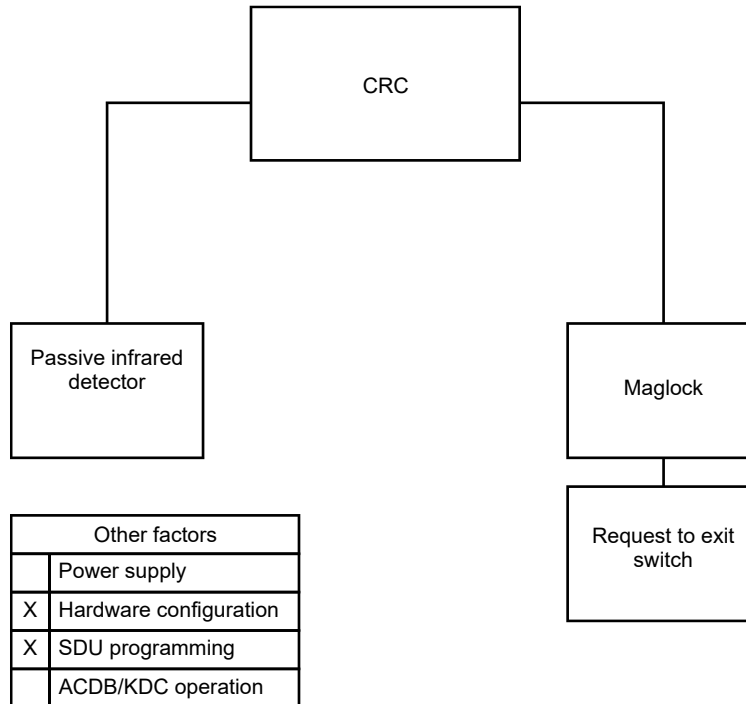 CRC
Passive infrared
detector
Maglock
Request to exit
switch
Other factors
Power supply
X Hardware configuration
X SDU programming
ACDB/KDC operation